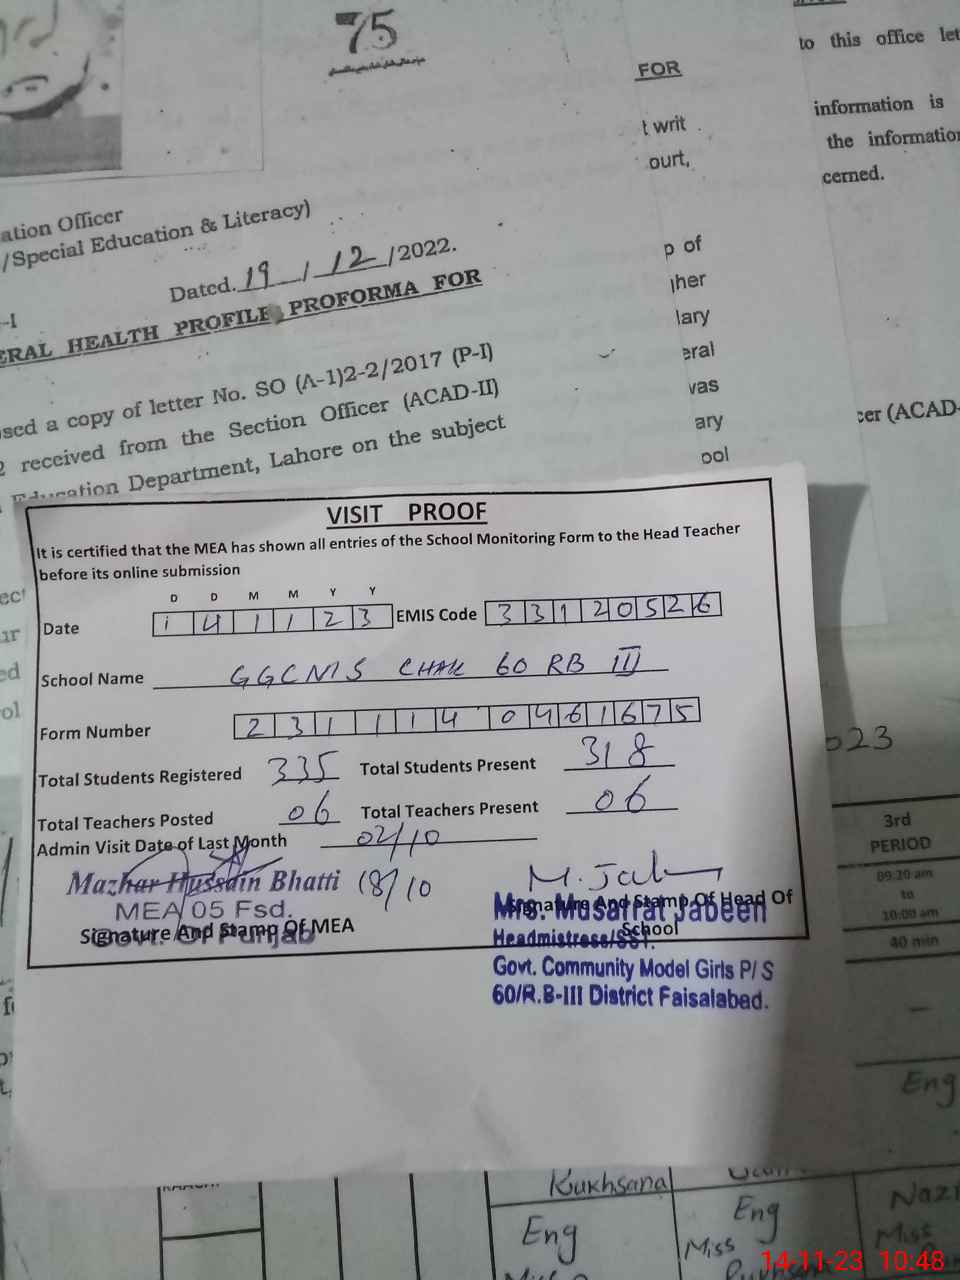 75
to this office
FOR
t writ
information is
ourt,
the information
cerned.
ation Officer
/Special Education & Literacy)
p of
Dated. 19 / 12 /2022.
-I
ERAL HEALTH PROFILE PROFORMA FOR
lary
eral
osed a copy of letter No. SO (A-1)2-2/2017 (P-I)
vas
cer (ACAD-
2 received from the Section Officer (ACAD-II)
ary
Education Department, Lahore on the subject
ool
VISIT PROOF
It is certified that the MEA has shown all entries of the School Monitoring Form to the Head Teacher
before its online submission
D D M M Y Y
Date 1 4 1 1 2 3 EMIS Code 3 3 1 2 0 5 2 6
School Name GGCMS CHAK 60 RB III
Form Number 2 3 1 1 1 4 0 4 6 1 6 7 5
Total Students Registered 335 Total Students Present 318
Total Teachers Posted 06 Total Teachers Present 06
Admin Visit Date of Last Month 02/10
18/10
Mazhar Hussain Bhatti
MEA 05 Fsd.
Govt. Of Punjab
Signature And Stamp Of MEA
Signature And Stamp Of Head Of
School
Mrs. Musarrat Jabeen
Headmistress/SST.
Govt. Community Model Girls P/S
60/R.B-III District Faisalabad.
023
3rd
PERIOD
09:20 am
to
10:00 am
40 min
Eng
Rukhsana
Eng
Eng
Miss
Miss
14-11-23 10:48